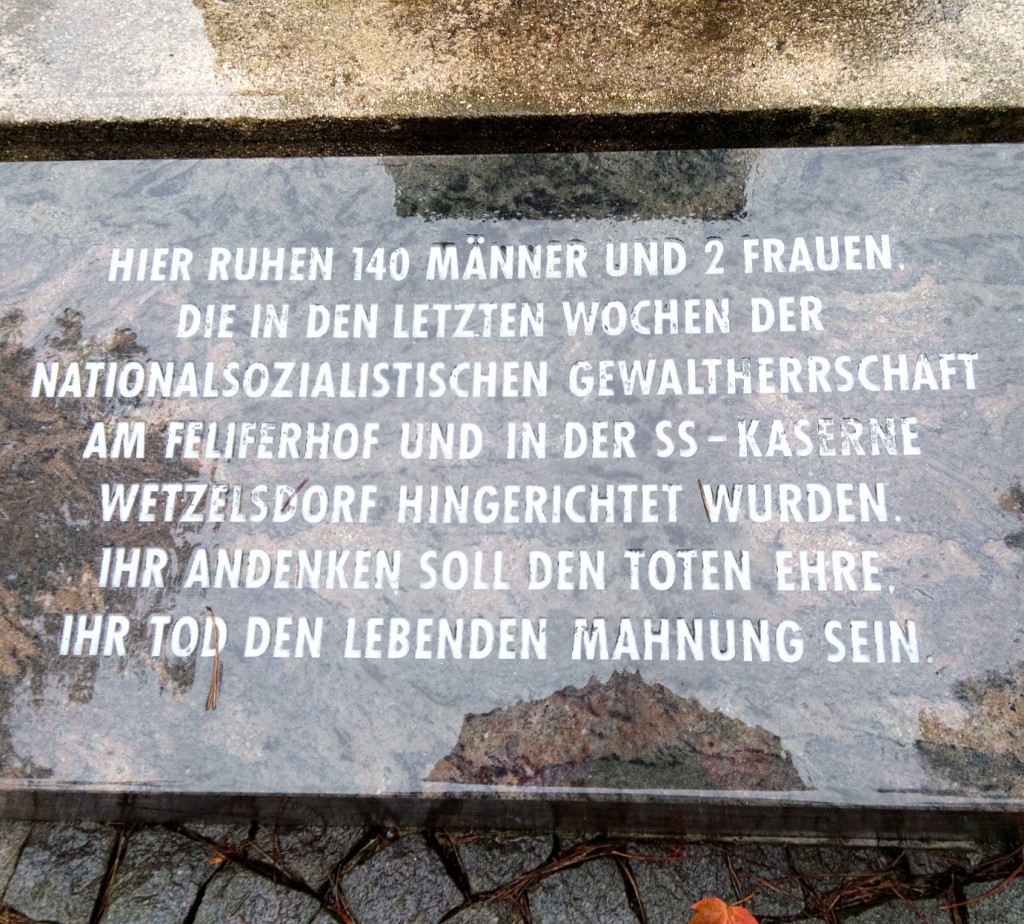 HIER RUHEN 140 MÄNNER UND 2 FRAUEN,
DIE IN DEN LETZTEN WOCHEN DER
NATIONALSOZIALISTISCHEN GEWALTHERRSCHAFT
AM FELIFERHOF UND IN DER SS-KASERNE
WETZELSDORF HINGERICHTET WURDEN.
IHR ANDENKEN SOLL DEN TOTEN EHRE,
IHR TOD DEN LEBENDEN MAHNUNG SEIN.